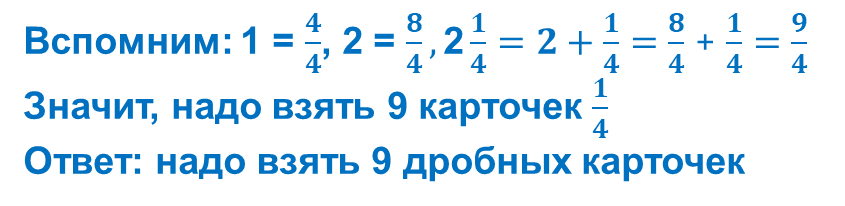 Вспомним: 1 = 4/4, 2 = 8/4, 2 1/4 = 2 + 1/4 = 8/4 + 1/4 = 9/4
Значит, надо взять 9 карточек 1/4
Ответ: надо взять 9 дробных карточек